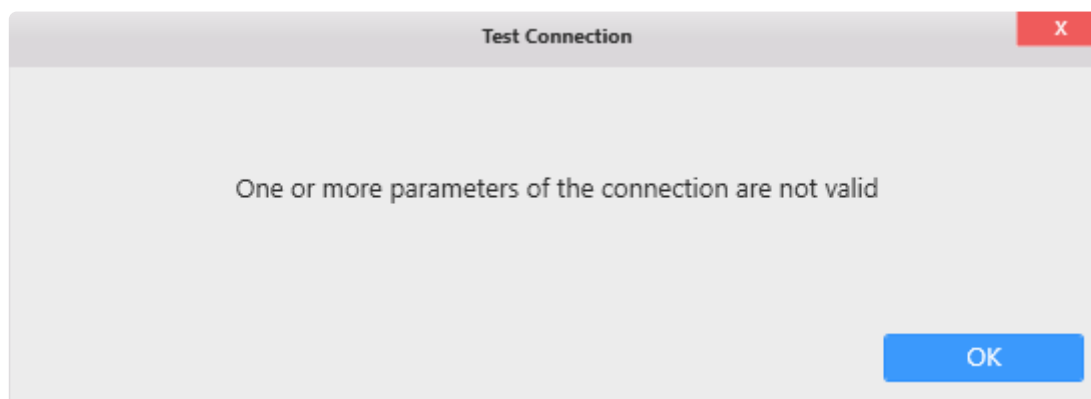 Test Connection
X
One or more parameters of the connection are not valid
OK